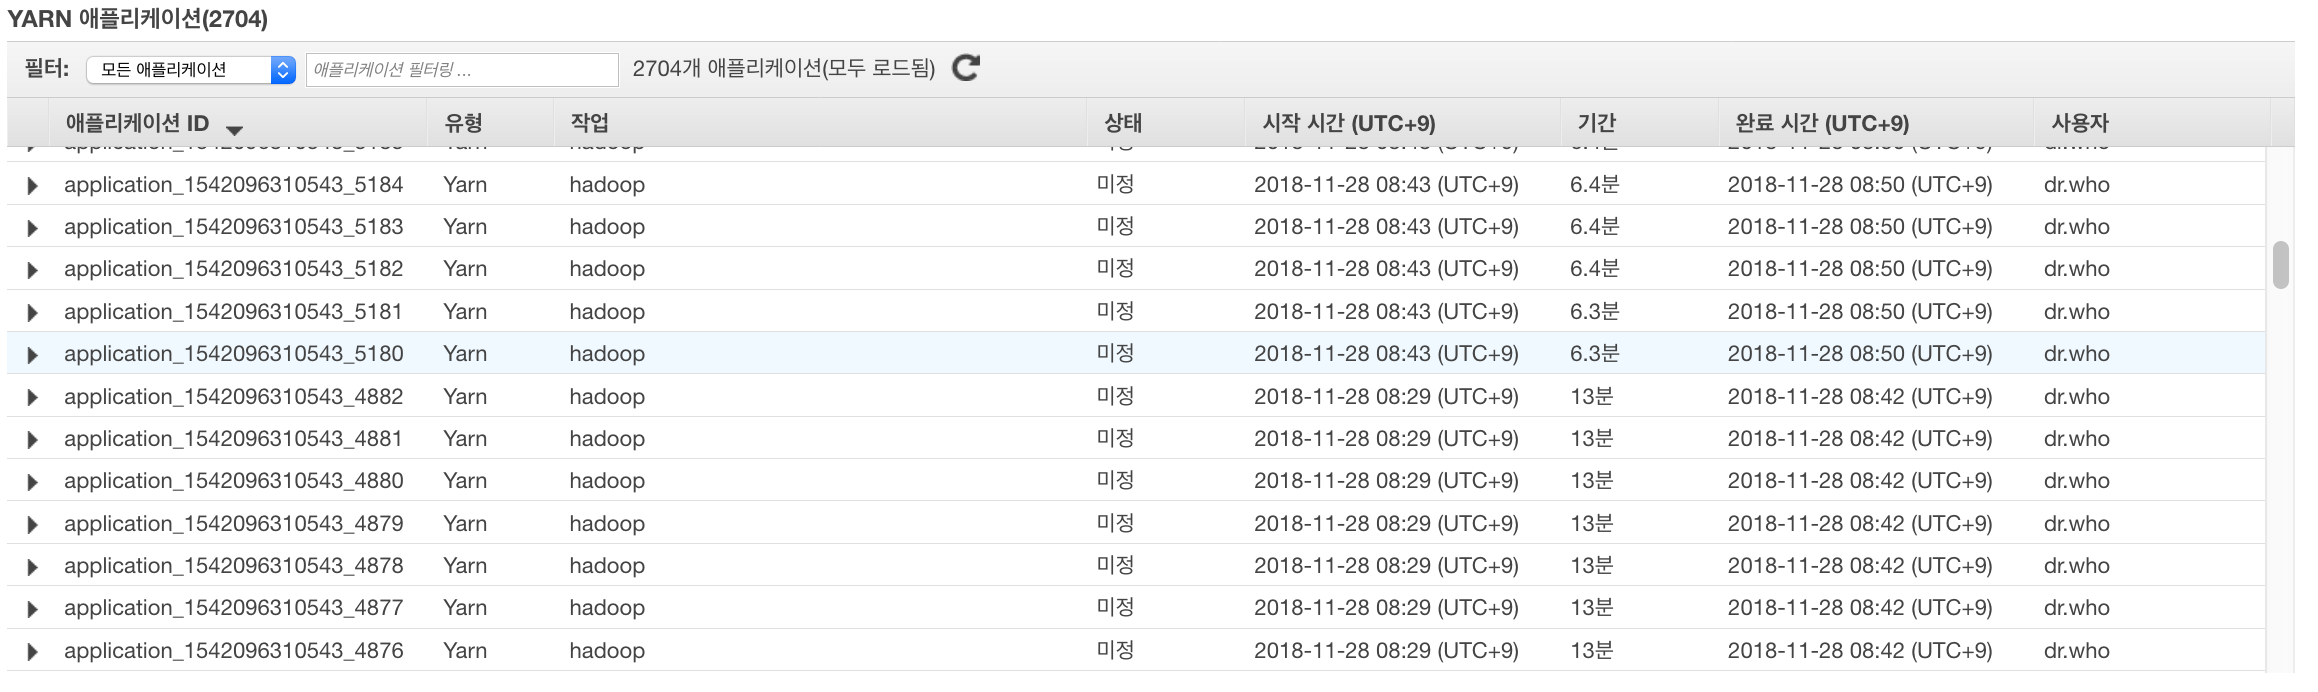 YARN 애플리케이션(2704)
필터: 모든 애플리케이션 애플리케이션 필터링 ... 2704개 애플리케이션(모두 로드됨)
애플리케이션 ID 유형 작업 상태 시작 시간 (UTC+9) 기간 완료 시간 (UTC+9) 사용자
application_1542096310543_5184 Yarn hadoop 미정 2018-11-28 08:43 (UTC+9) 6.4분 2018-11-28 08:50 (UTC+9) dr.who
application_1542096310543_5183 Yarn hadoop 미정 2018-11-28 08:43 (UTC+9) 6.4분 2018-11-28 08:50 (UTC+9) dr.who
application_1542096310543_5182 Yarn hadoop 미정 2018-11-28 08:43 (UTC+9) 6.4분 2018-11-28 08:50 (UTC+9) dr.who
application_1542096310543_5181 Yarn hadoop 미정 2018-11-28 08:43 (UTC+9) 6.3분 2018-11-28 08:50 (UTC+9) dr.who
application_1542096310543_5180 Yarn hadoop 미정 2018-11-28 08:43 (UTC+9) 6.3분 2018-11-28 08:50 (UTC+9) dr.who
application_1542096310543_4882 Yarn hadoop 미정 2018-11-28 08:29 (UTC+9) 13분 2018-11-28 08:42 (UTC+9) dr.who
application_1542096310543_4881 Yarn hadoop 미정 2018-11-28 08:29 (UTC+9) 13분 2018-11-28 08:42 (UTC+9) dr.who
application_1542096310543_4880 Yarn hadoop 미정 2018-11-28 08:29 (UTC+9) 13분 2018-11-28 08:42 (UTC+9) dr.who
application_1542096310543_4879 Yarn hadoop 미정 2018-11-28 08:29 (UTC+9) 13분 2018-11-28 08:42 (UTC+9) dr.who
application_1542096310543_4878 Yarn hadoop 미정 2018-11-28 08:29 (UTC+9) 13분 2018-11-28 08:42 (UTC+9) dr.who
application_1542096310543_4877 Yarn hadoop 미정 2018-11-28 08:29 (UTC+9) 13분 2018-11-28 08:42 (UTC+9) dr.who
application_1542096310543_4876 Yarn hadoop 미정 2018-11-28 08:29 (UTC+9) 13분 2018-11-28 08:42 (UTC+9) dr.who